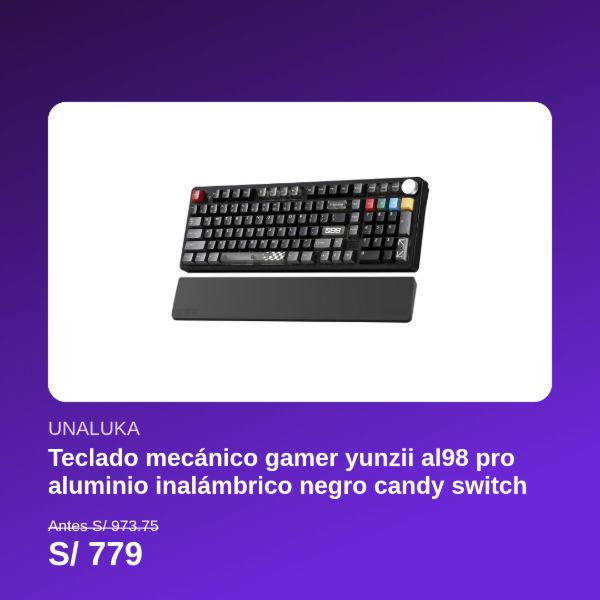 UNALUKA
Teclado mecánico gamer yunzii al98 pro
aluminio inalámbrico negro candy switch
Antes S/ 973.75
S/ 779